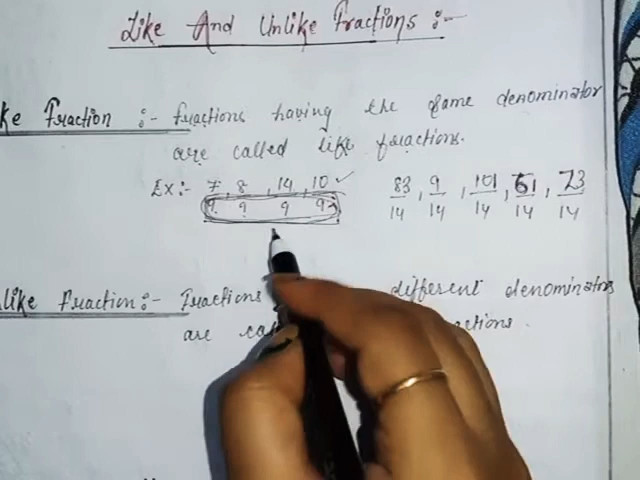 Like And Unlike Fractions :-
ke Fraction :- fractions having the same denominator
are called like fractions.
Ex:- 7/9, 8/9, 14/9, 10/9 ✓ 83/14, 9/14, 101/14, 61/14, 73/14
like Fraction :- Fractions different denominators
are ctions.